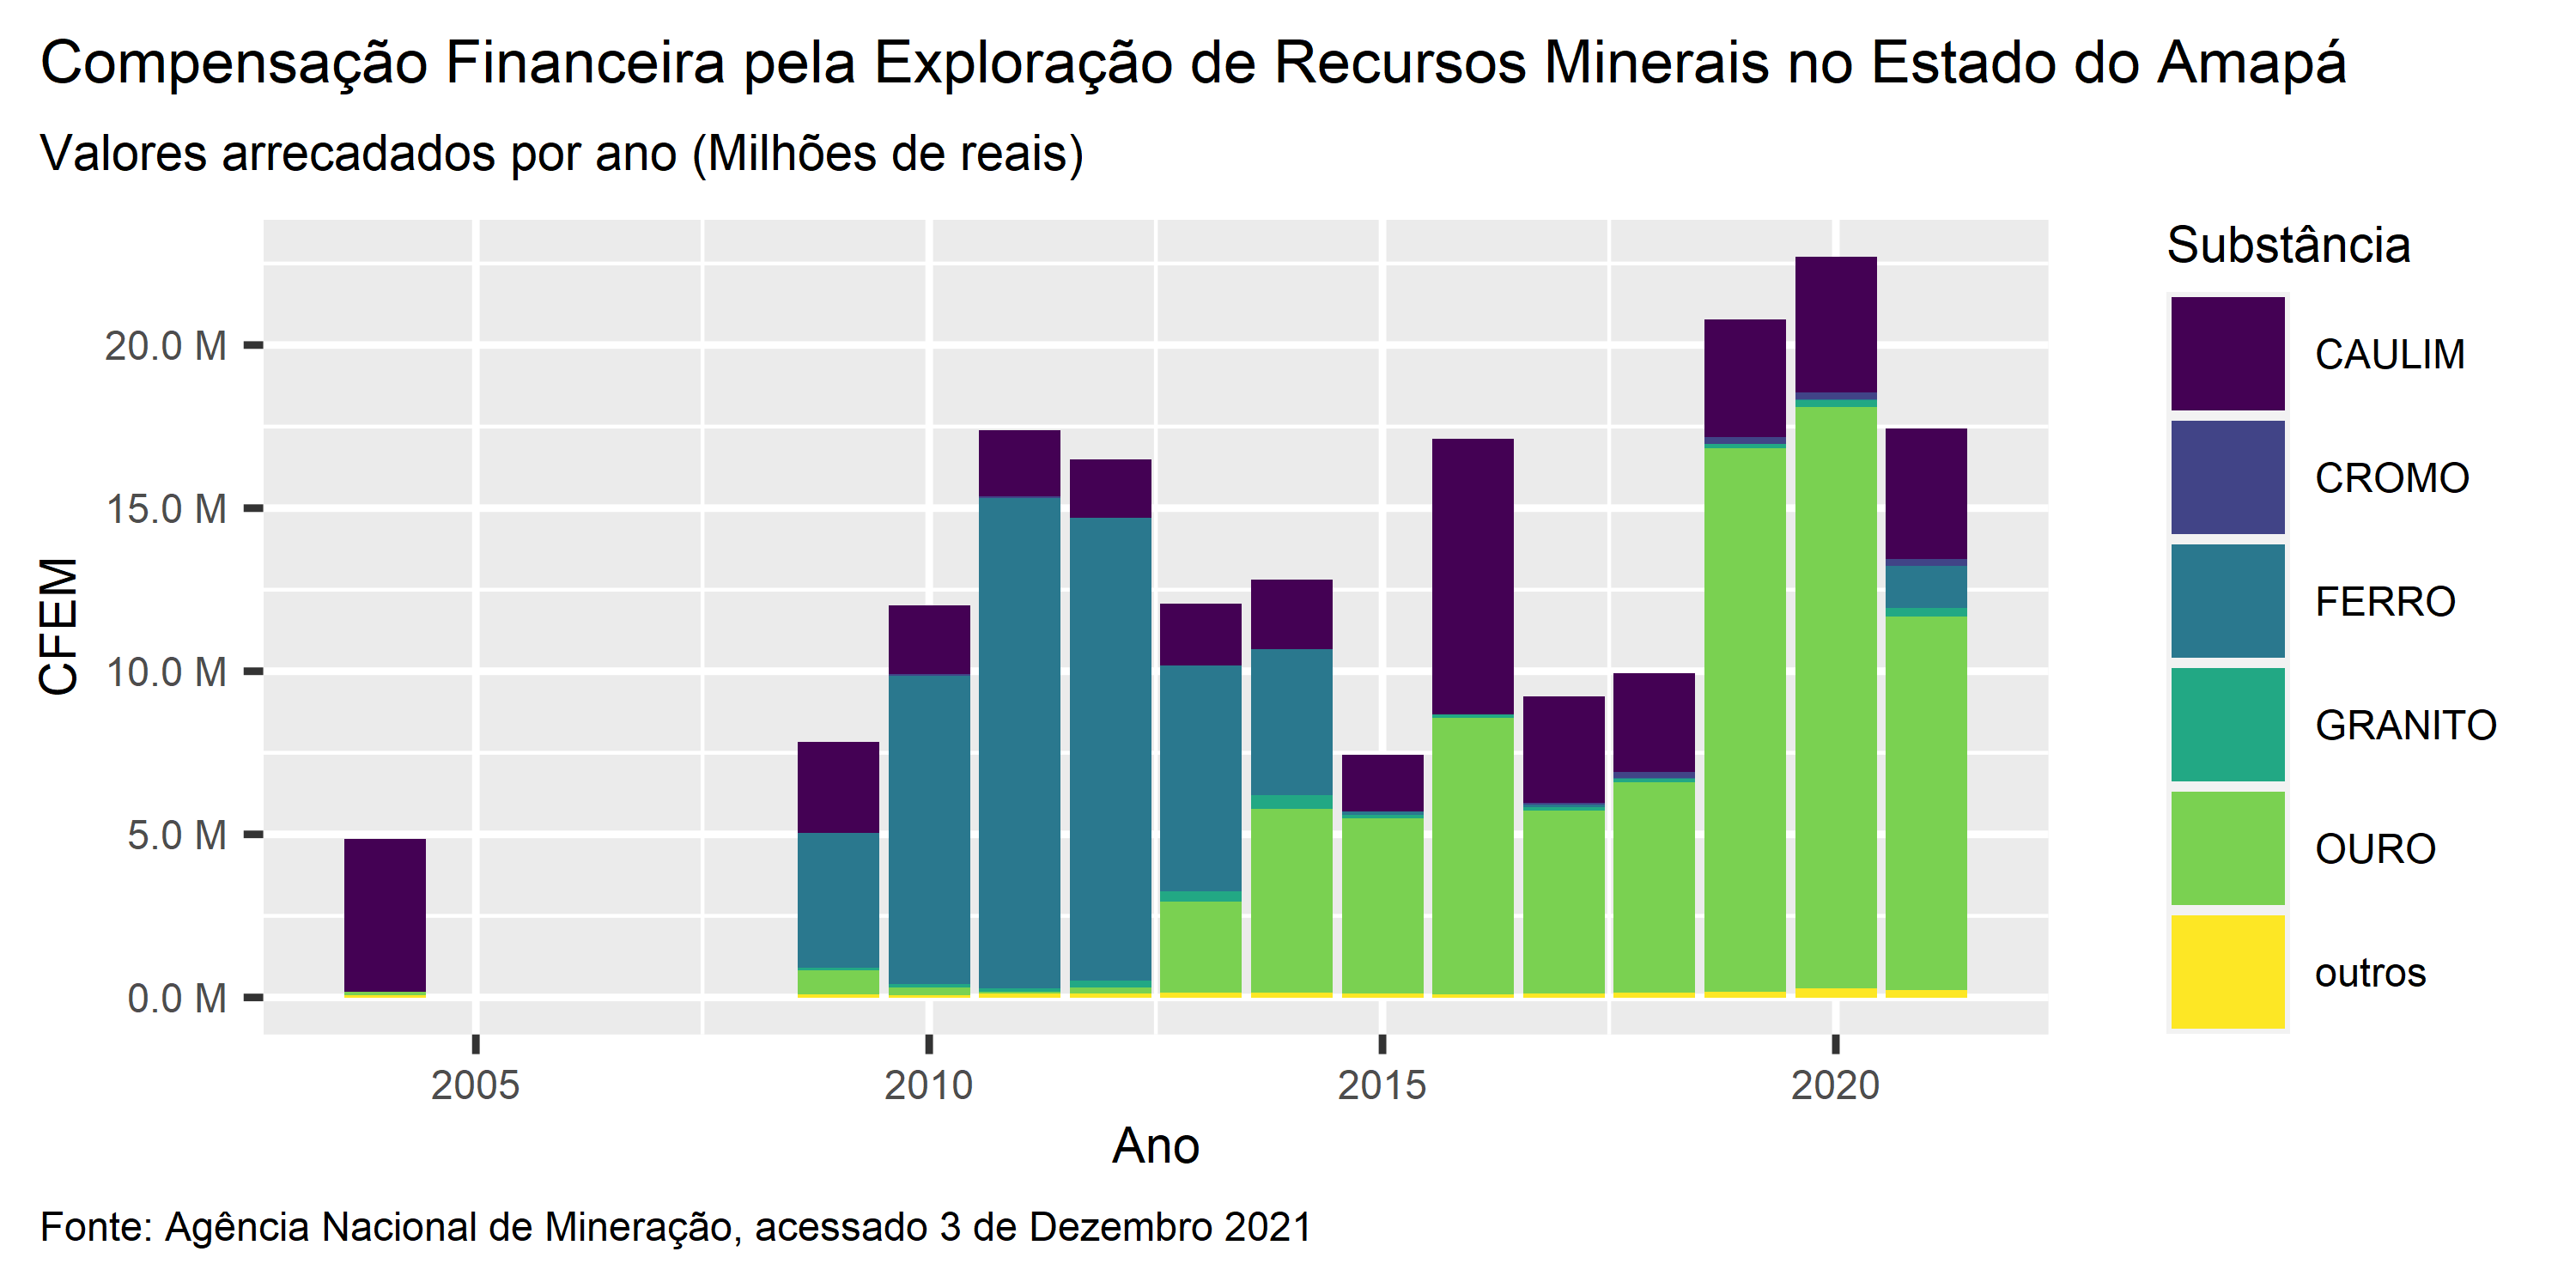 Compensação Financeira pela Exploração de Recursos Minerais no Estado do Amapá
Valores arrecadados por ano (Milhões de reais)
Substância
CAULIM
CROMO
FERRO
GRANITO
OURO
outros
CFEM
20.0 M
15.0 M
10.0 M
5.0 M
0.0 M
2005
2010
2015
2020
Ano
Fonte: Agência Nacional de Mineração, acessado 3 de Dezembro 2021